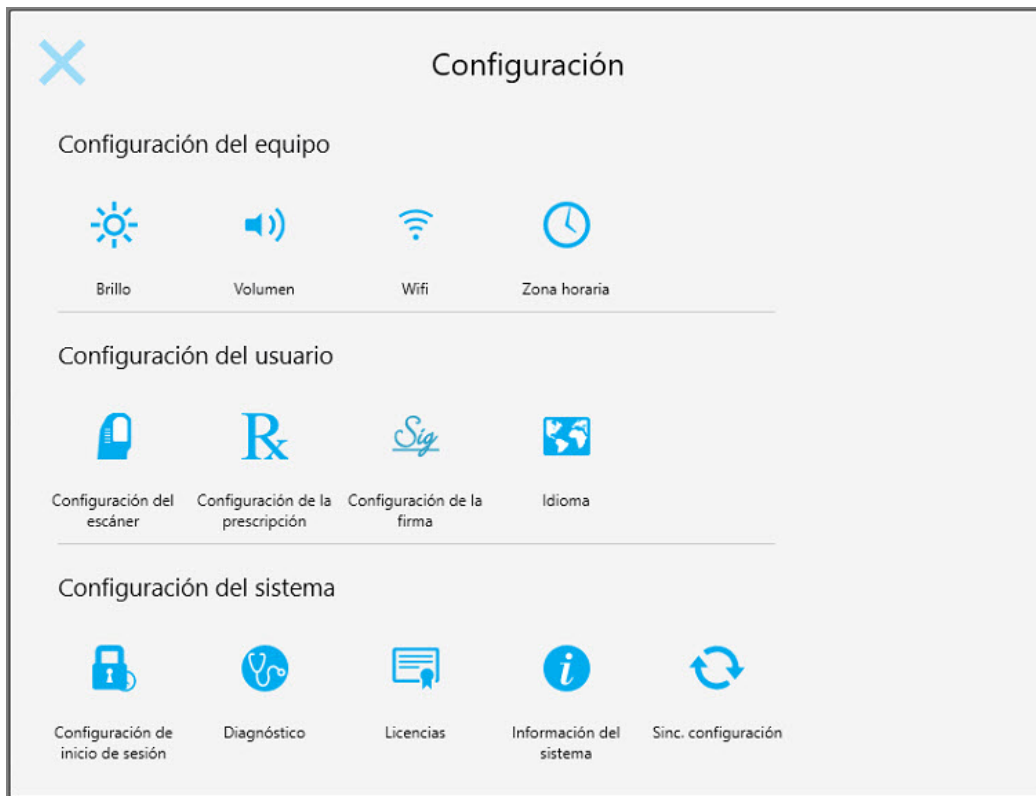 Configuración
Configuración del equipo
Brillo
Volumen
Wifi
Zona horaria
Configuración del usuario
Rx
Sig
Configuración del
escáner
Configuración de la
prescripción
Configuración de la
firma
Idioma
Configuración del sistema
i
Configuración de
inicio de sesión
Diagnóstico
Licencias
Información del
sistema
Sinc. configuración